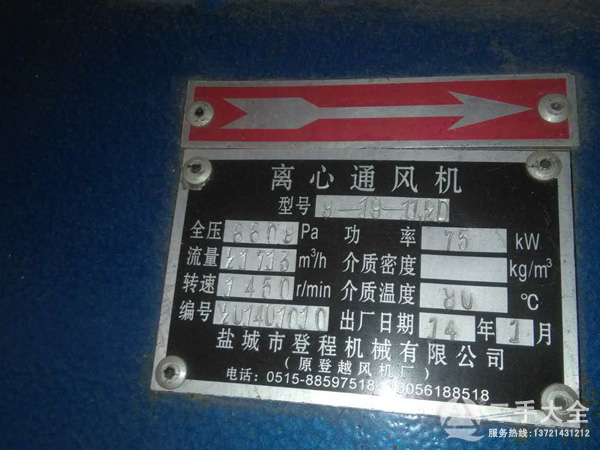 离心通风机
型号
全压 Pa 功 率 75 kW
流量 m³/h 介质密度 kg/m³
转速 1450 r/min 介质温度 80 ℃
编号 出厂日期 14 年 1 月
盐城市登程机械有限公司
(原登越风机厂)
电话：0515-88597518 3056188518
二手大全
服务热线:13721431212